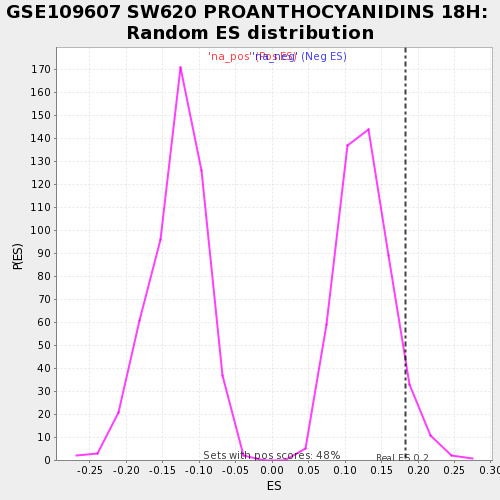 GSE109607 SW620 PROANTHOCYANIDINS 18H:
Random ES distribution
'na_pos' (Pos ES) 'na_neg' (Neg ES)
P(ES)
170
160
150
140
130
120
110
100
90
80
70
60
50
40
30
20
10
0
Sets with pos scores: 48%
Real ES 0.2
-0.25 -0.20 -0.15 -0.10 -0.05 0.00 0.05 0.10 0.15 0.20 0.25 0.30
ES